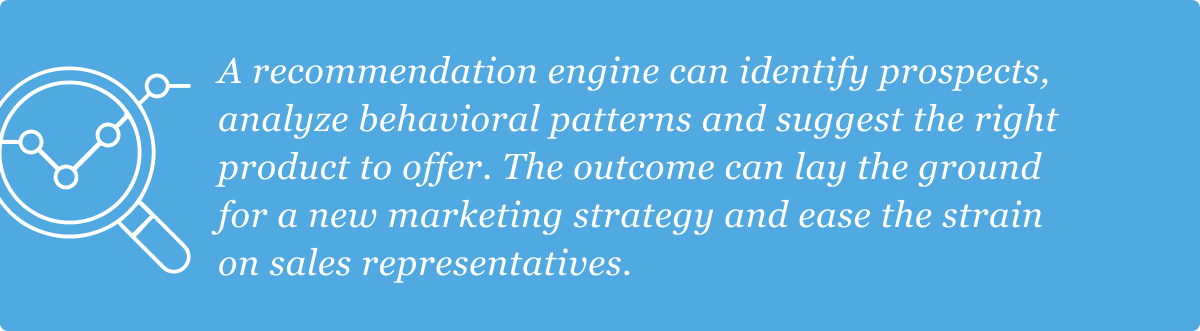 A recommendation engine can identify prospects,
analyze behavioral patterns and suggest the right
product to offer. The outcome can lay the ground
for a new marketing strategy and ease the strain
on sales representatives.